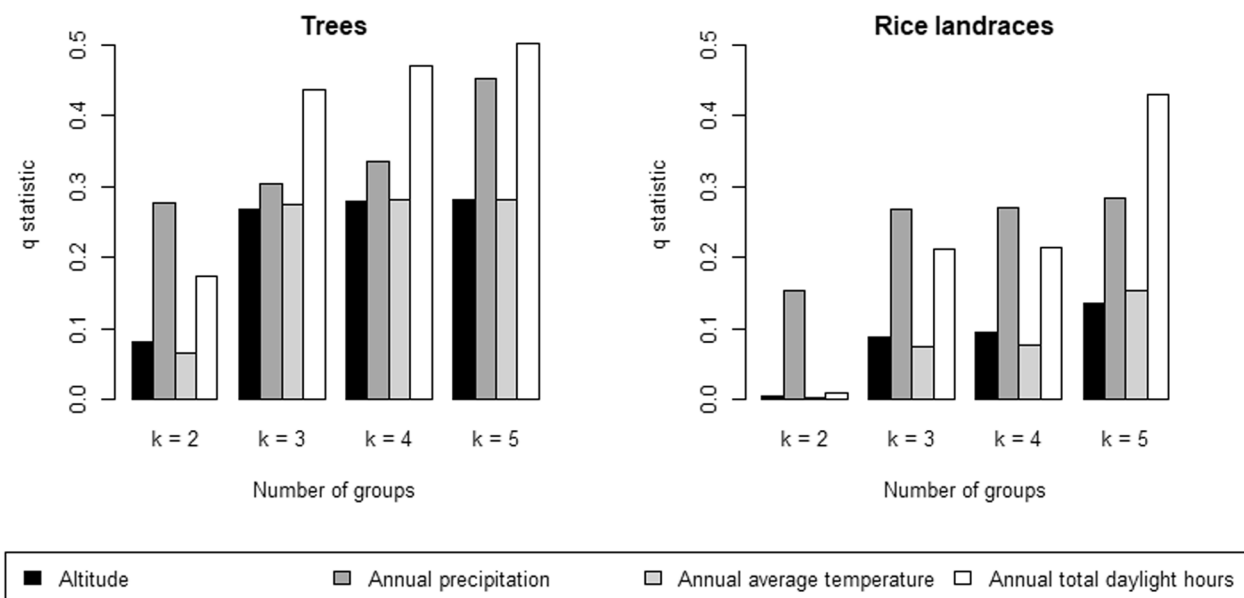 Trees
q statistic
0.5
0.4
0.3
0.2
0.1
0.0
k = 2 k = 3 k = 4 k = 5
Number of groups
Rice landraces
q statistic
0.5
0.4
0.3
0.2
0.1
0.0
k = 2 k = 3 k = 4 k = 5
Number of groups
Altitude Annual precipitation Annual average temperature Annual total daylight hours